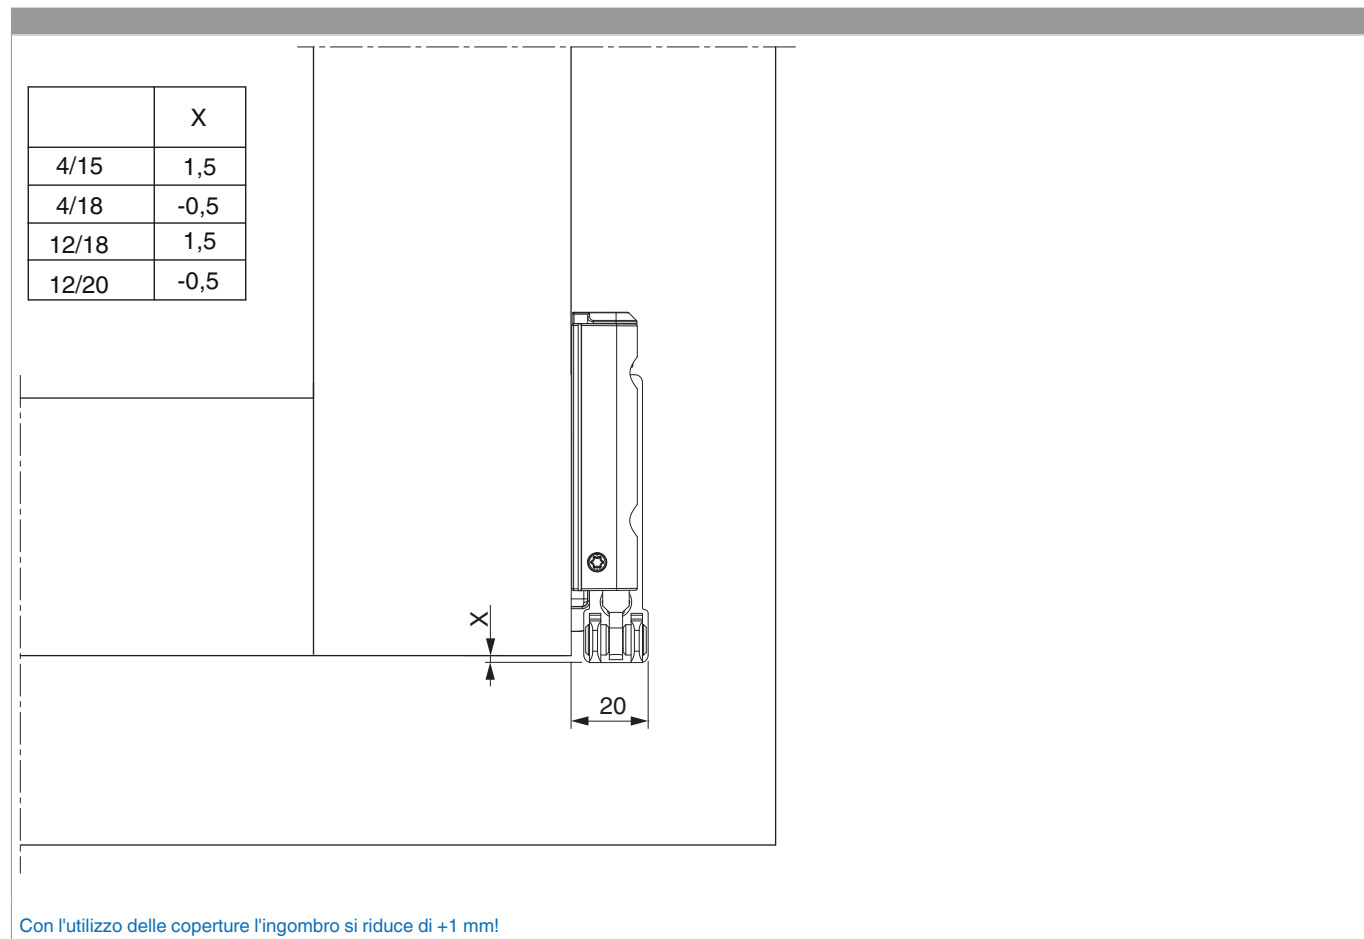 X
4/15 1,5
4/18 -0,5
12/18 1,5
12/20 -0,5
X
20
Con l'utilizzo delle coperture l'ingombro si riduce di +1 mm!